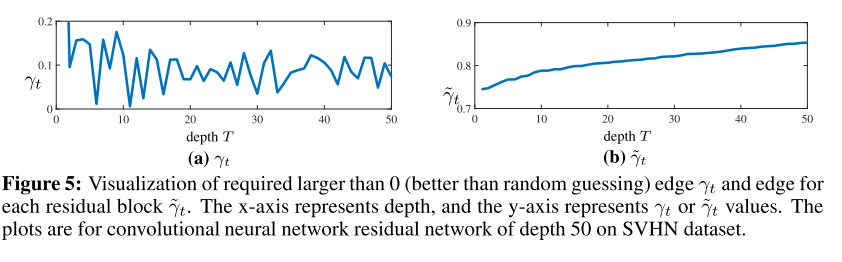 0.2
0.1
0
γt
0 10 20 30 40 50
depth T
(a) γt
0.9
0.8
0.7
γ̃t
0 10 20 30 40 50
depth T
(b) γ̃t
Figure 5: Visualization of required larger than 0 (better than random guessing) edge γt and edge for
each residual block γ̃t. The x-axis represents depth, and the y-axis represents γt or γ̃t values. The
plots are for convolutional neural network residual network of depth 50 on SVHN dataset.